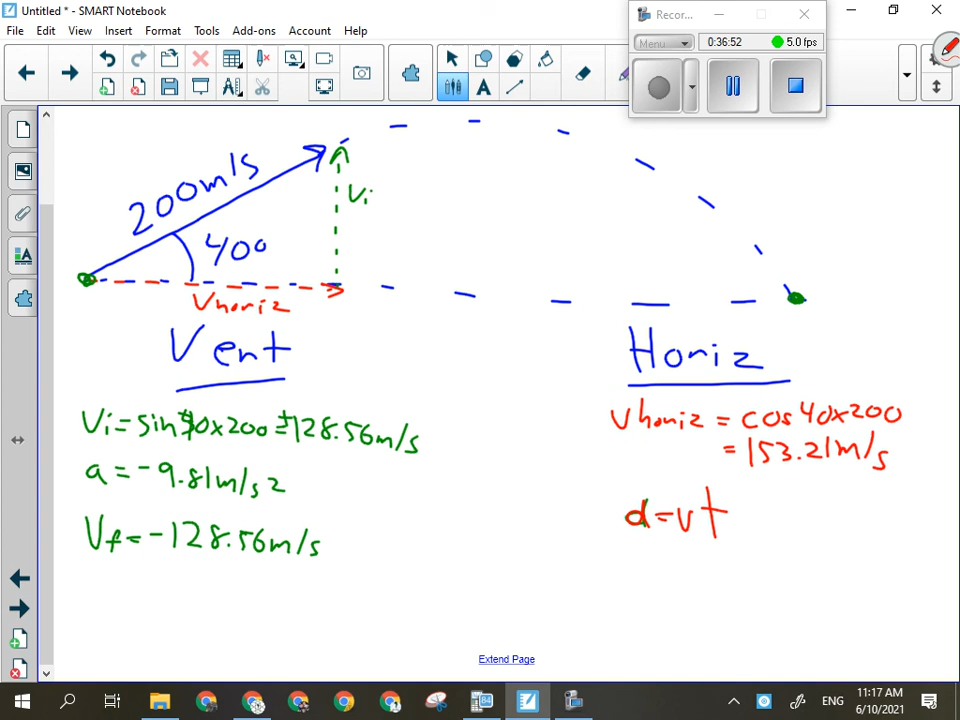 Untitled * - SMART Notebook
Recor...
File Edit View Insert Format Tools Add-ons Account Help
Menu 0:36:52 5.0 fps
200m/s
Vi
40°
Vhoriz
Vert
Horiz
Vi = sin40x200 = +128.56m/s
vhoriz = cos40x200
= 153.21m/s
a = -9.81m/s2
d = vt
Vf = -128.56m/s
Extend Page
ENG
11:17 AM
6/10/2021